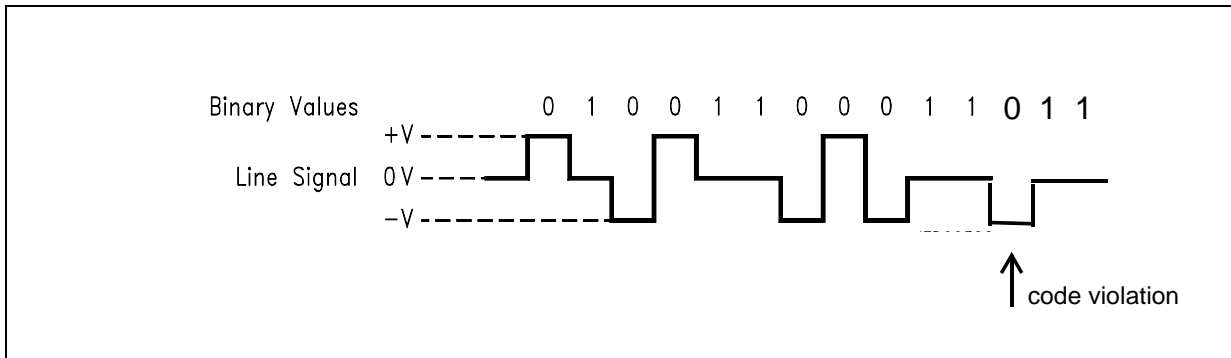 Binary Values 0 1 0 0 1 1 0 0 0 1 1 0 1 1
+V
Line Signal 0V
-V
code violation